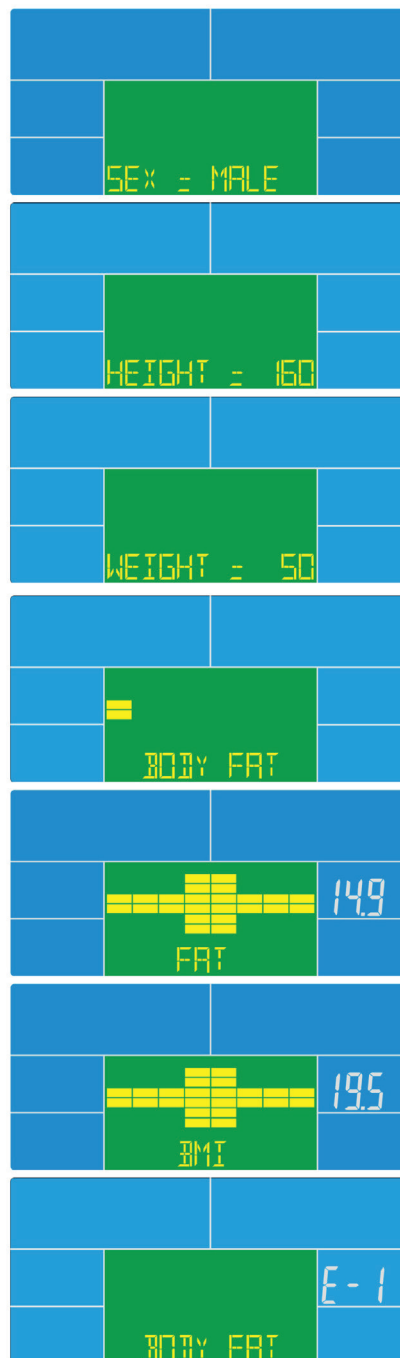 SEX = MALE
HEIGHT = 160
WEIGHT = 50
BODY FAT
14.9
FAT
19.5
BMI
E-1
BODY FAT